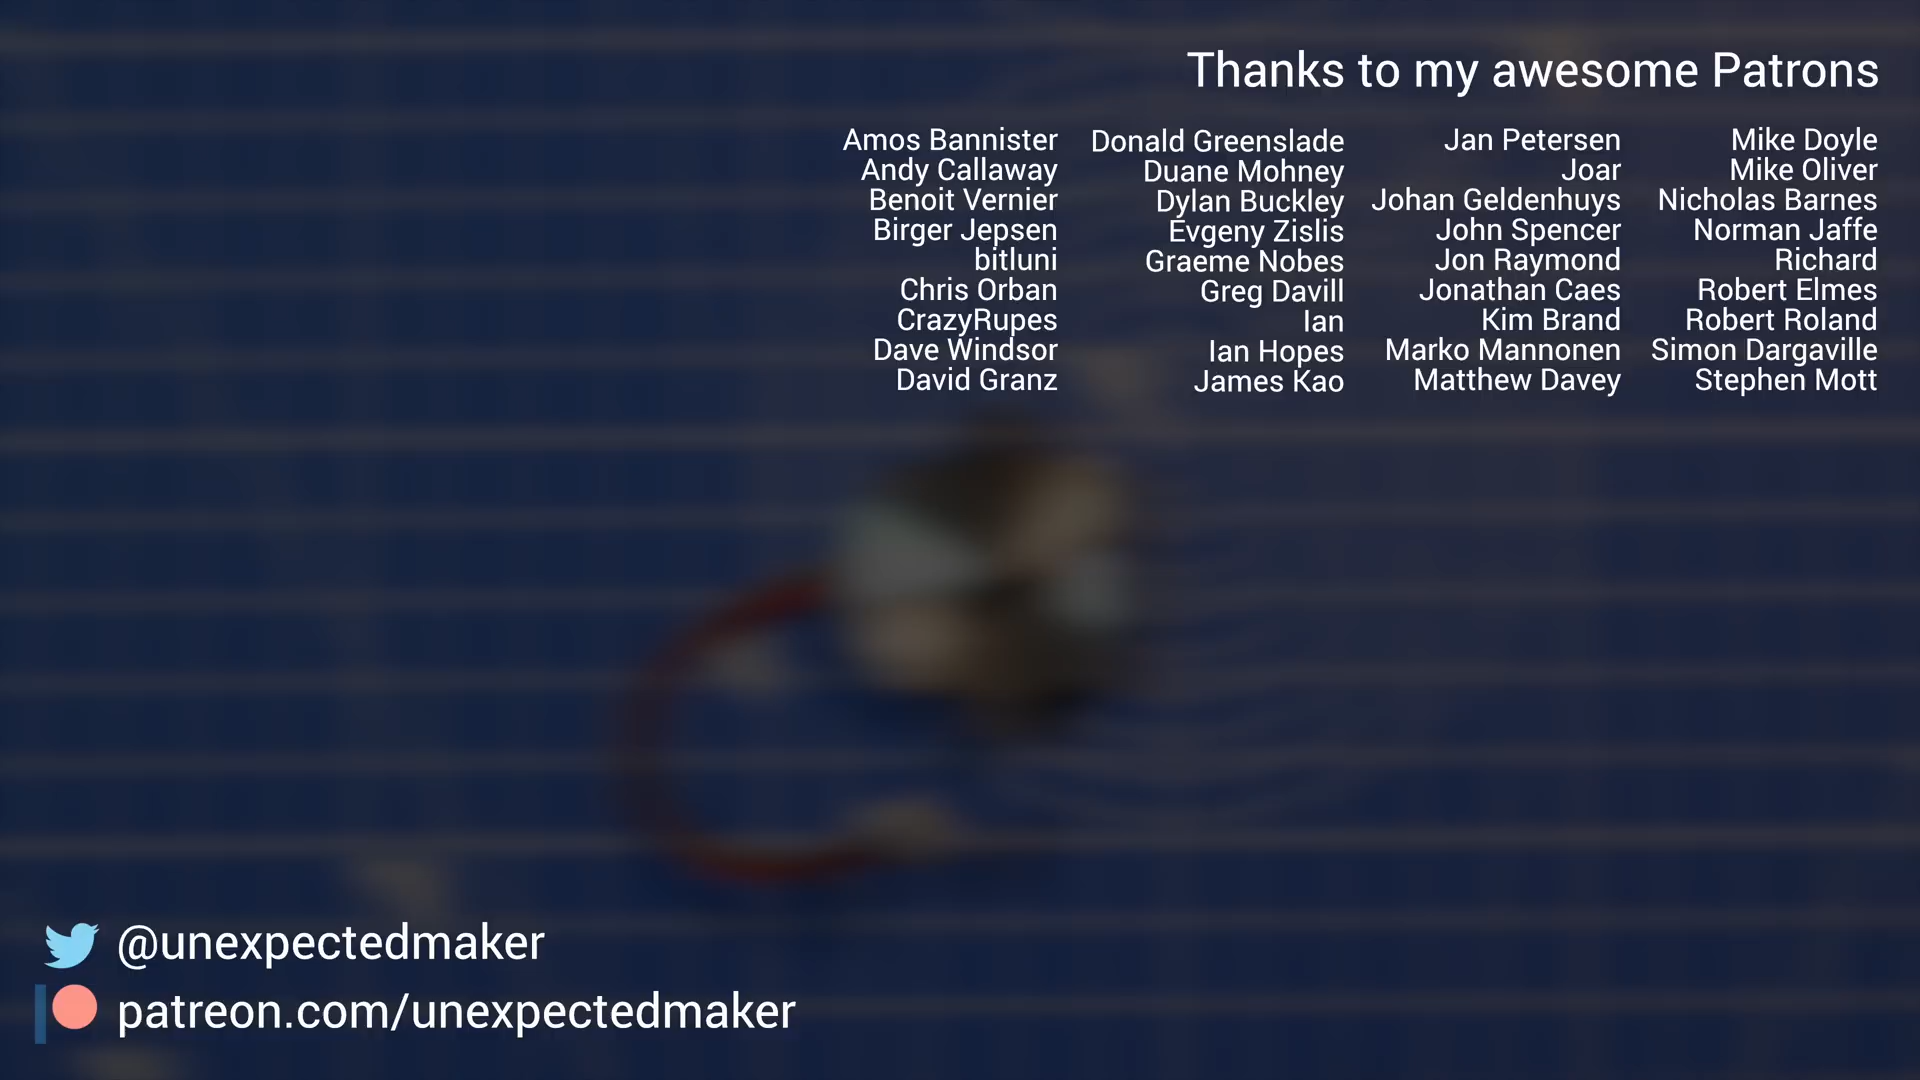 Thanks to my awesome Patrons
Amos Bannister
Andy Callaway
Benoit Vernier
Birger Jepsen
bitluni
Chris Orban
CrazyRupes
Dave Windsor
David Granz
Donald Greenslade
Duane Mohney
Dylan Buckley
Evgeny Zislis
Graeme Nobes
Greg Davill
Ian
Ian Hopes
James Kao
Jan Petersen
Joar
Johan Geldenhuys
John Spencer
Jon Raymond
Jonathan Caes
Kim Brand
Marko Mannonen
Matthew Davey
Mike Doyle
Mike Oliver
Nicholas Barnes
Norman Jaffe
Richard
Robert Elmes
Robert Roland
Simon Dargaville
Stephen Mott
@unexpectedmaker
patreon.com/unexpectedmaker